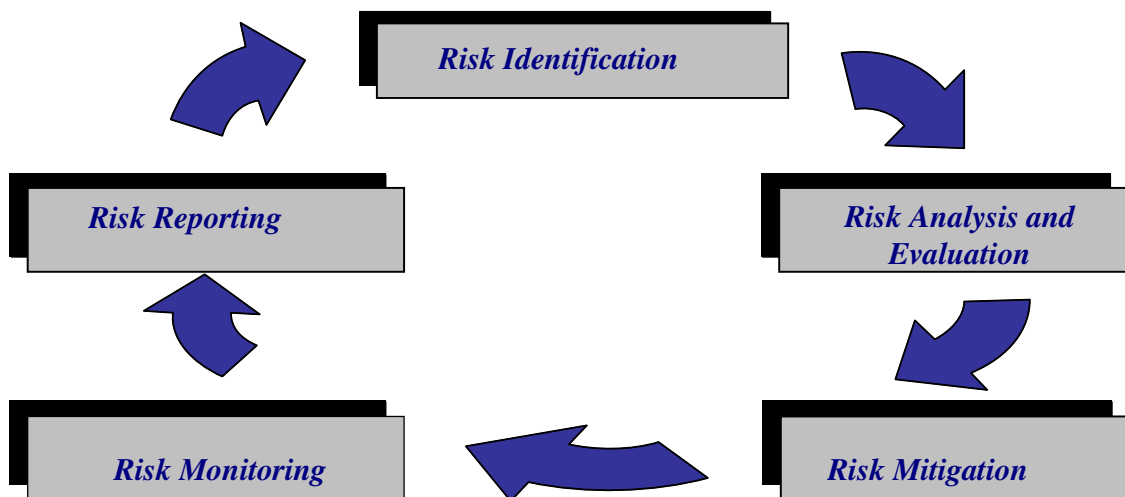 Risk Identification
Risk Reporting
Risk Analysis and
Evaluation
Risk Monitoring
Risk Mitigation